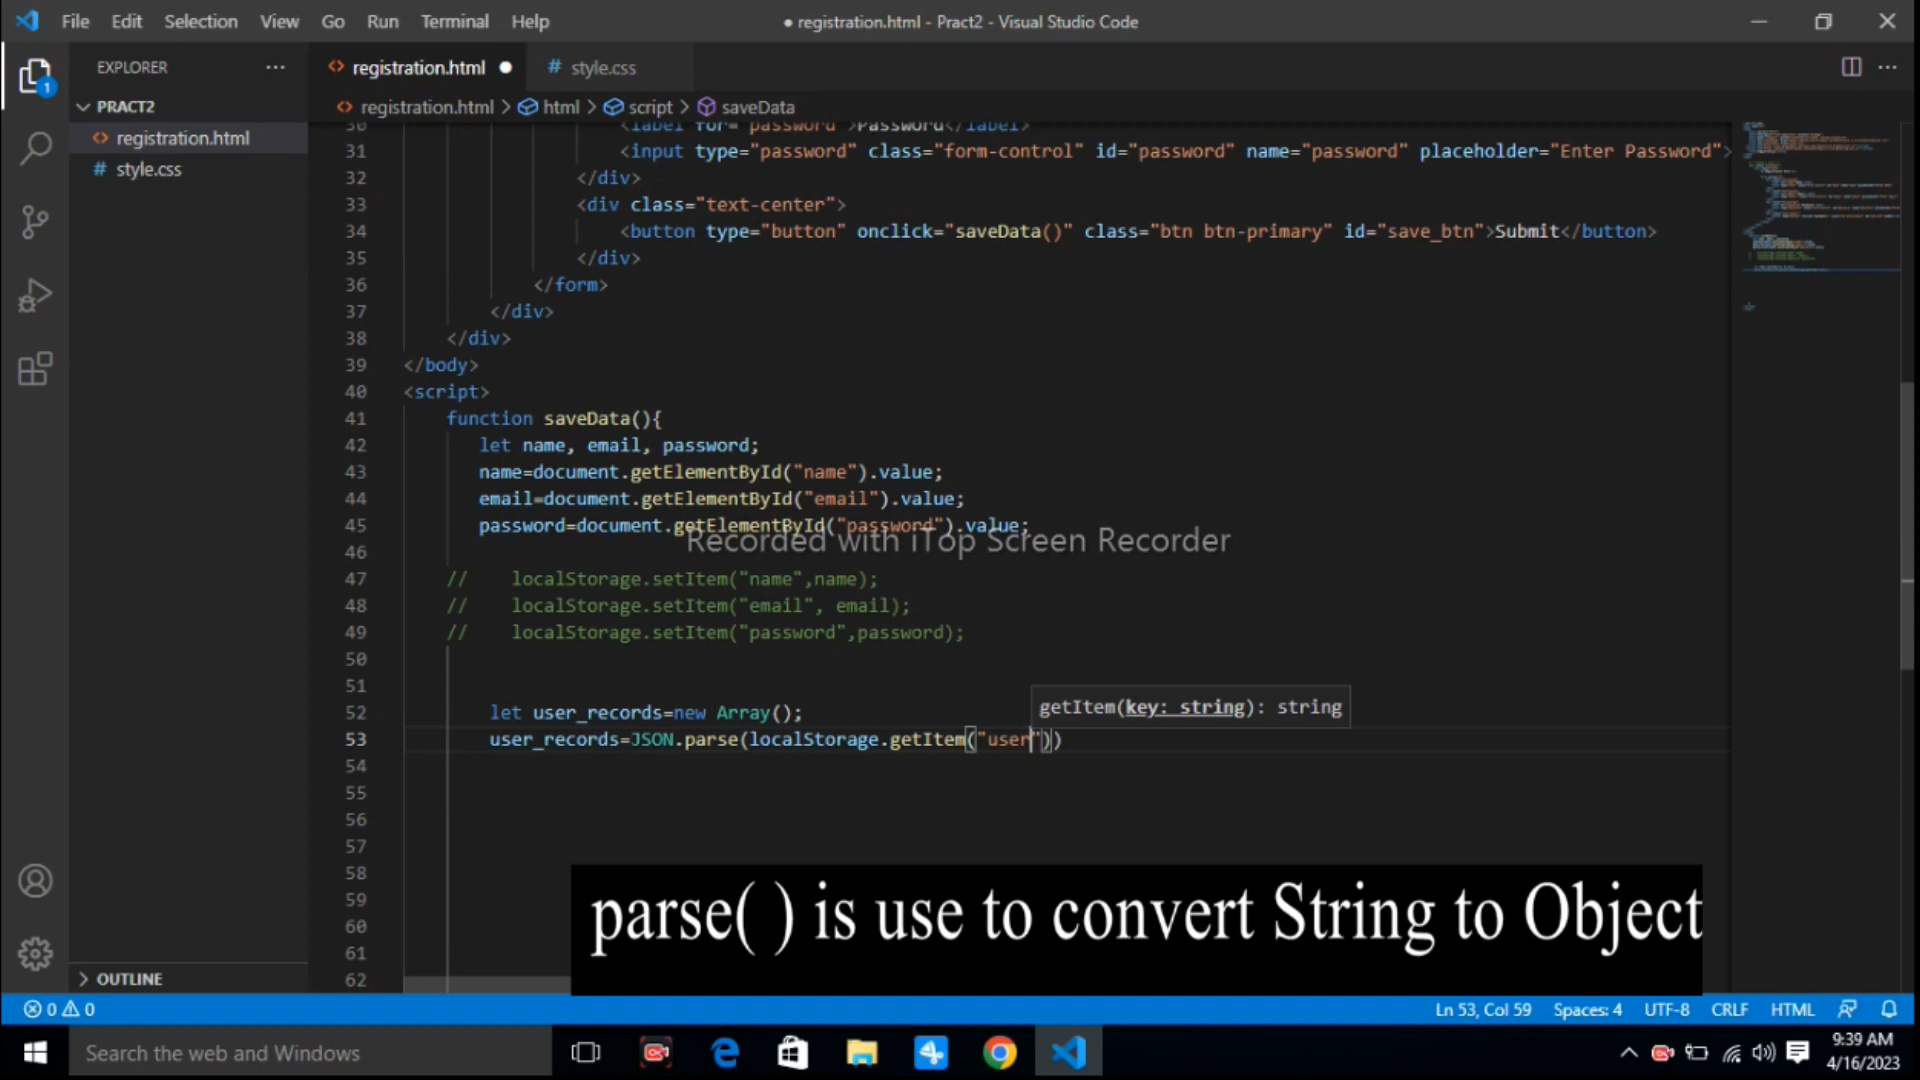 File Edit Selection View Go Run Terminal Help
● registration.html - Pract2 - Visual Studio Code
EXPLORER
registration.html
style.css
PRACT2
registration.html > html > script > saveData
registration.html
style.css
30 <label for="password">Password</label>
31 <input type="password" class="form-control" id="password" name="password" placeholder="Enter Password">
32 </div>
33 <div class="text-center">
34 <button type="button" onclick="saveData()" class="btn btn-primary" id="save_btn">Submit</button>
35 </div>
36 </form>
37 </div>
38 </div>
39 </body>
40 <script>
41 function saveData(){
42 let name, email, password;
43 name=document.getElementById("name").value;
44 email=document.getElementById("email").value;
45 password=document.getElementById("password").value;
Recorded with iTop Screen Recorder
46
47 // localStorage.setItem("name",name);
48 // localStorage.setItem("email", email);
49 // localStorage.setItem("password",password);
50
51
getItem(key: string): string
52 let user_records=new Array();
53 user_records=JSON.parse(localStorage.getItem("user"))
54
55
56
57
58
59
60
61
62
parse( ) is use to convert String to Object
OUTLINE
0 0
Ln 53, Col 59 Spaces: 4 UTF-8 CRLF HTML
Search the web and Windows
9:39 AM
4/16/2023
1